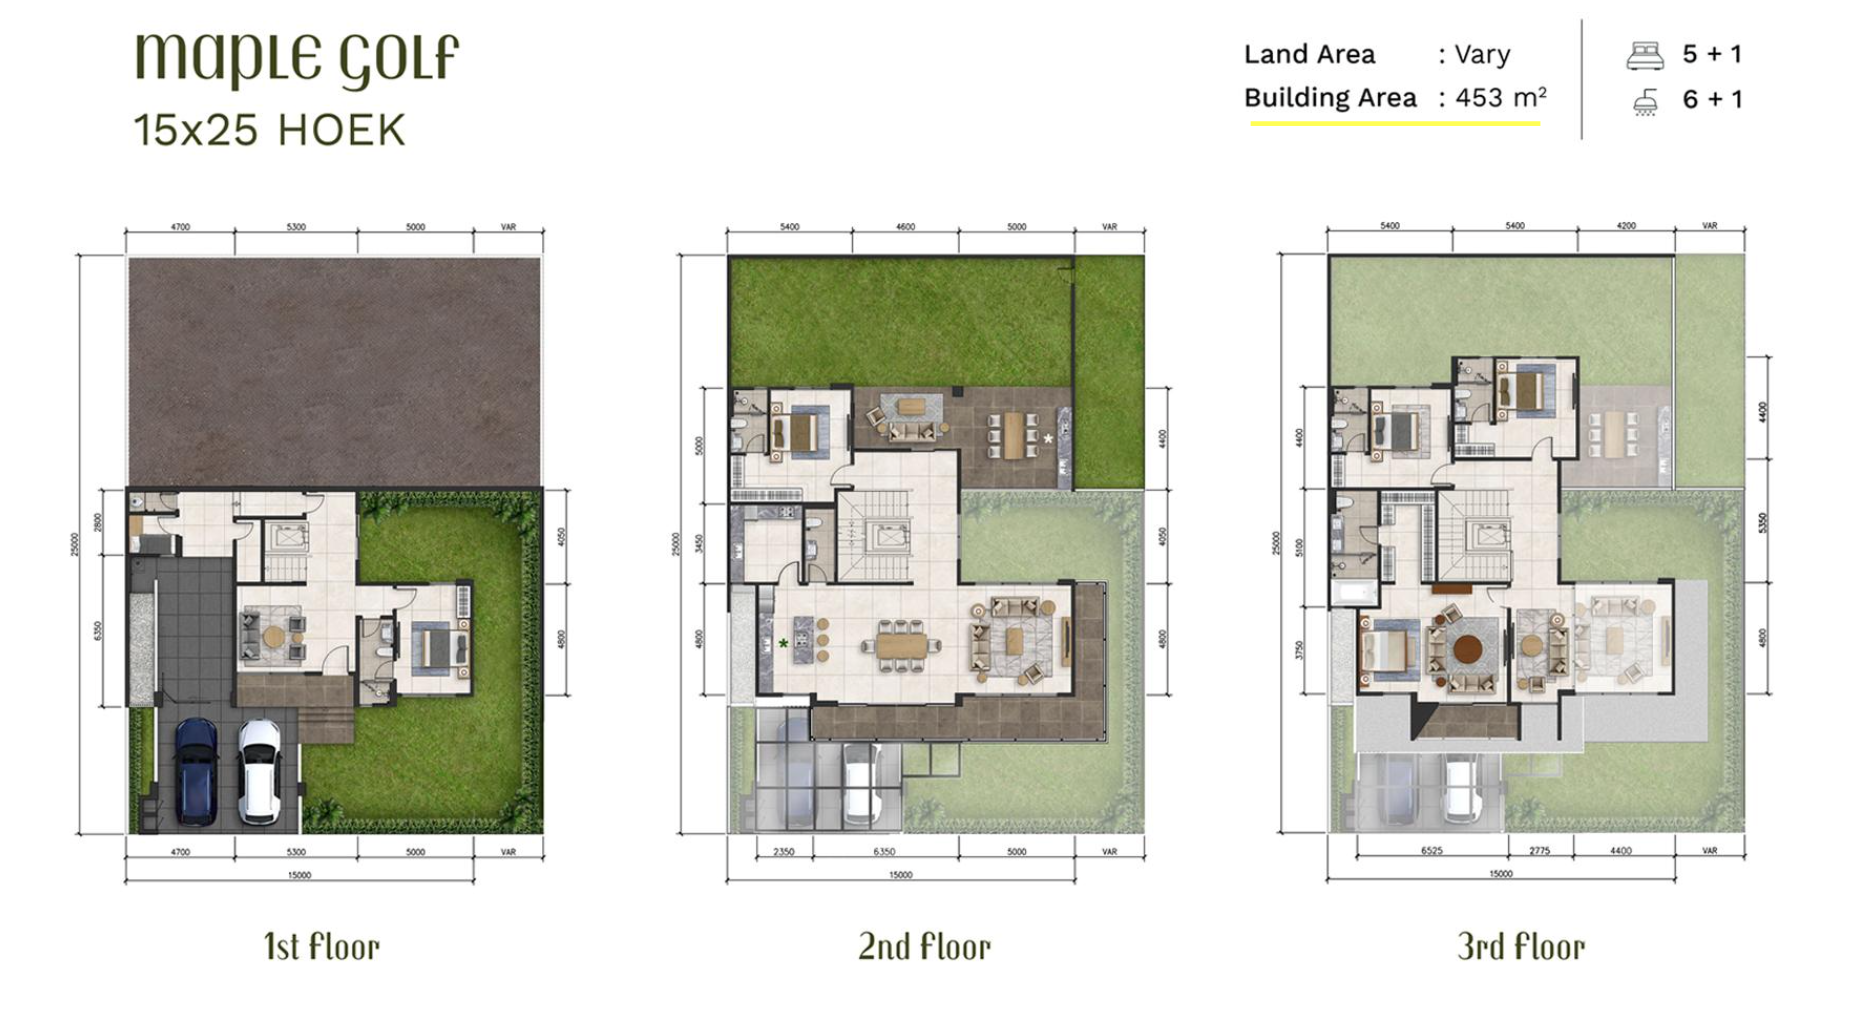 maple golf
15x25 HOEK
Land Area : Vary
Building Area : 453 m²
5 + 1
6 + 1
4700 5300 5000 VAR
25000
2800
6350
4050
4800
4700 5300 5000 VAR
15000
1st floor
5400 4600 5000 VAR
25000
5000
3450
4800
4400
4050
4800
*
*
2350 6350 5000 VAR
15000
2nd floor
5400 5400 4200 VAR
25000
4400
5100
3750
4400
5350
4800
6525 2775 4400 VAR
15000
3rd floor